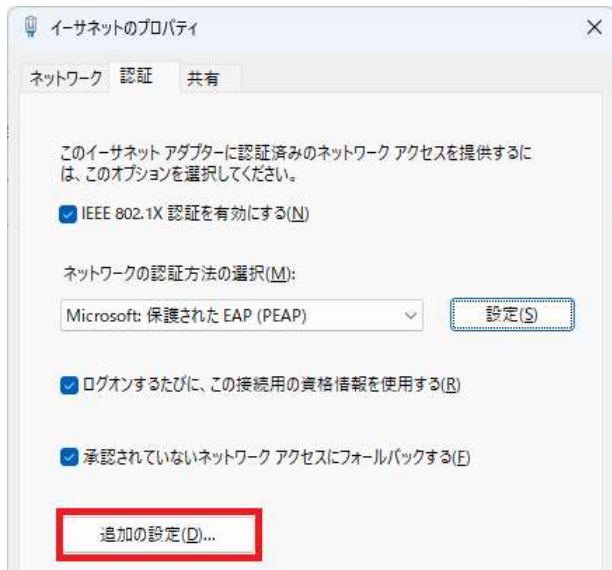 イーサネットのプロパティ
ネットワーク 認証 共有
このイーサネット アダプターに認証済みのネットワーク アクセスを提供するに
は、このオプションを選択してください。
IEEE 802.1X 認証を有効にする(N)
ネットワークの認証方法の選択(M):
Microsoft: 保護された EAP (PEAP) 設定(S)
ログオンするたびに、この接続用の資格情報を使用する(R)
承認されていないネットワーク アクセスにフォールバックする(F)
追加の設定(D)...